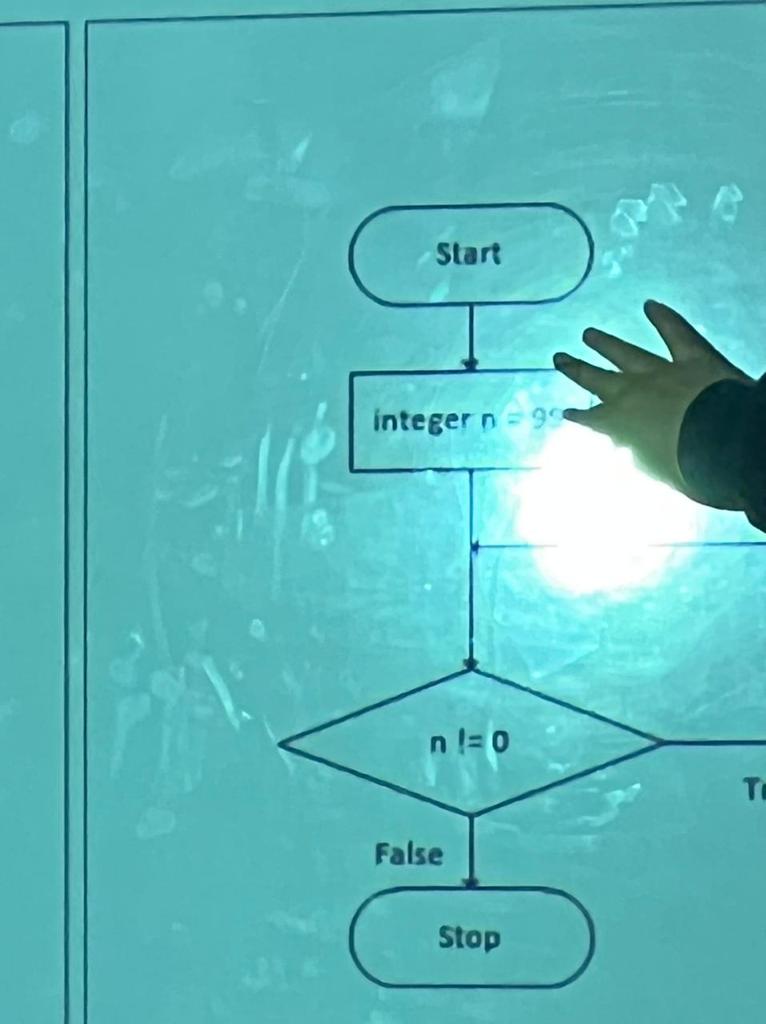 Start
integer n =
n != 0
False
Stop